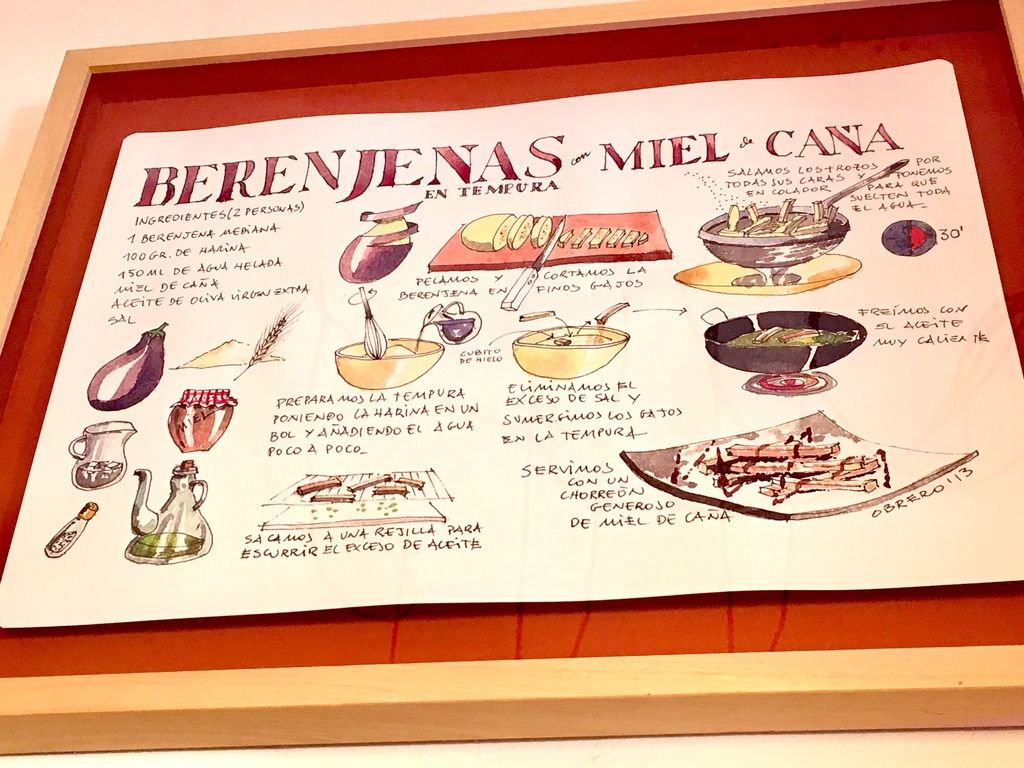 BERENJENAS con MIEL de CAÑA
EN TEMPURA
INGREDIENTES (2 PERSONAS)
1 BERENJENA MEDIANA
100 GR. DE HARINA
150 ML DE AGUA HELADA
MIEL DE CAÑA
ACEITE DE OLIVA VIRGEN EXTRA
SAL
PELAMOS Y CORTAMOS LA
BERENJENA EN FINOS GAJOS
SALAMOS LOS TROZOS POR
TODAS SUS CARAS Y PONEMOS
EN COLADOR PARA QUE
SUELTEN TODA
EL AGUA_
30'
PREPARAMOS LA TEMPURA
PONIENDO LA HARINA EN UN
BOL Y AÑADIENDO EL AGUA
POCO A POCO_
CUBITO
DE HIELO
ELIMINAMOS EL
EXCESO DE SAL Y
SUMERGIMOS LOS GAJOS
EN LA TEMPURA
FREIMOS CON
EL ACEITE
MUY CALIENTE
SACAMOS A UNA REJILLA PARA
ESCURRIR EL EXCESO DE ACEITE
SERVIMOS
CON UN
CHORREÓN
GENEROSO
DE MIEL DE CAÑA
OBRERO '13